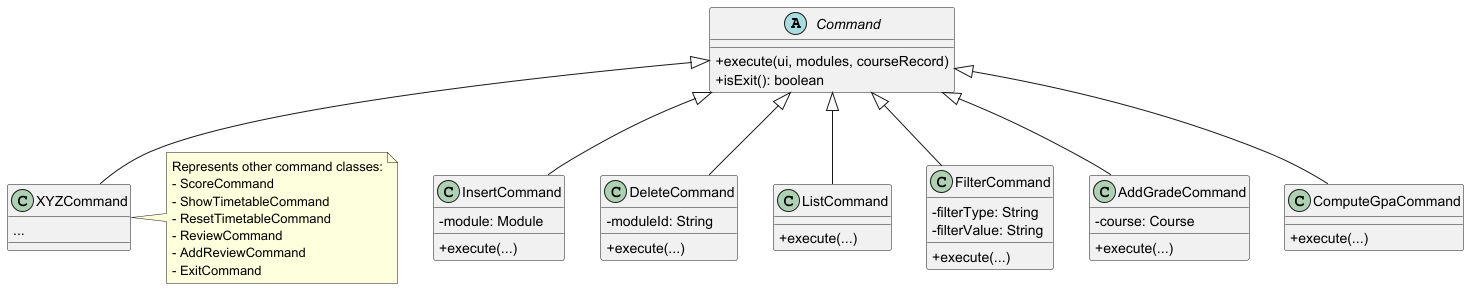 A Command
+execute(ui, modules, courseRecord)
+isExit(): boolean
C XYZCommand
...
Represents other command classes:
- ScoreCommand
- ShowTimetableCommand
- ResetTimetableCommand
- ReviewCommand
- AddReviewCommand
- ExitCommand
C InsertCommand
-module: Module
+execute(...)
C DeleteCommand
-moduleId: String
+execute(...)
C ListCommand
+execute(...)
C FilterCommand
-filterType: String
-filterValue: String
+execute(...)
C AddGradeCommand
-course: Course
+execute(...)
C ComputeGpaCommand
+execute(...)